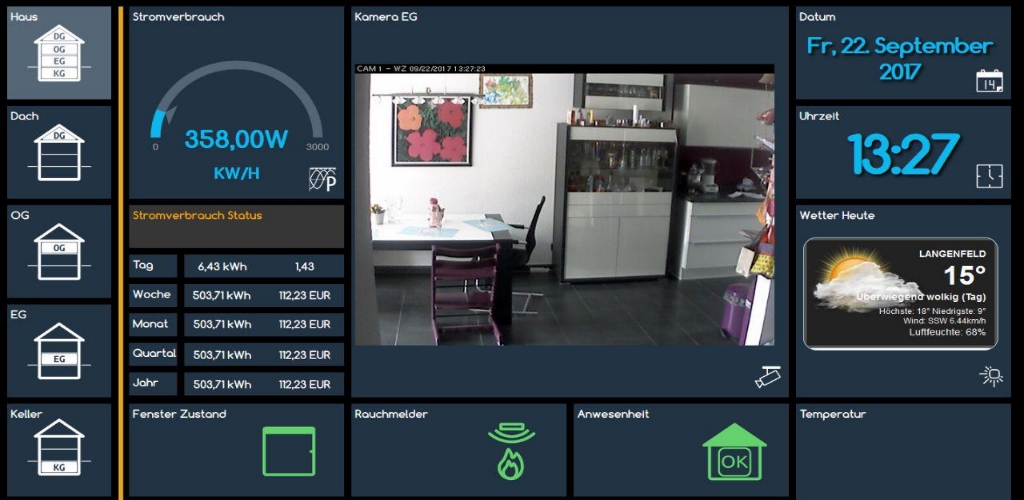 Haus
DG
OG
EG
KG
Dach
DG
OG
OG
EG
EG
Keller
KG
Stromverbrauch
358,00W
0
3000
KW/H
P
Stromverbrauch Status
Tag 6,43 kWh 1,43
Woche 503,71 kWh 112,23 EUR
Monat 503,71 kWh 112,23 EUR
Quartal 503,71 kWh 112,23 EUR
Jahr 503,71 kWh 112,23 EUR
Fenster Zustand
Kamera EG
CAM 1 - WZ 09/22/2017 13:27:23
Rauchmelder
Anwesenheit
OK
Datum
Fr, 22. September
2017
14
Uhrzeit
13:27
Wetter Heute
LANGENFELD
15°
Überwiegend wolkig (Tag)
Höchste: 18° Niedrigste: 9°
Wind: SSW 6.44km/h
Luftfeuchte: 68%
Temperatur